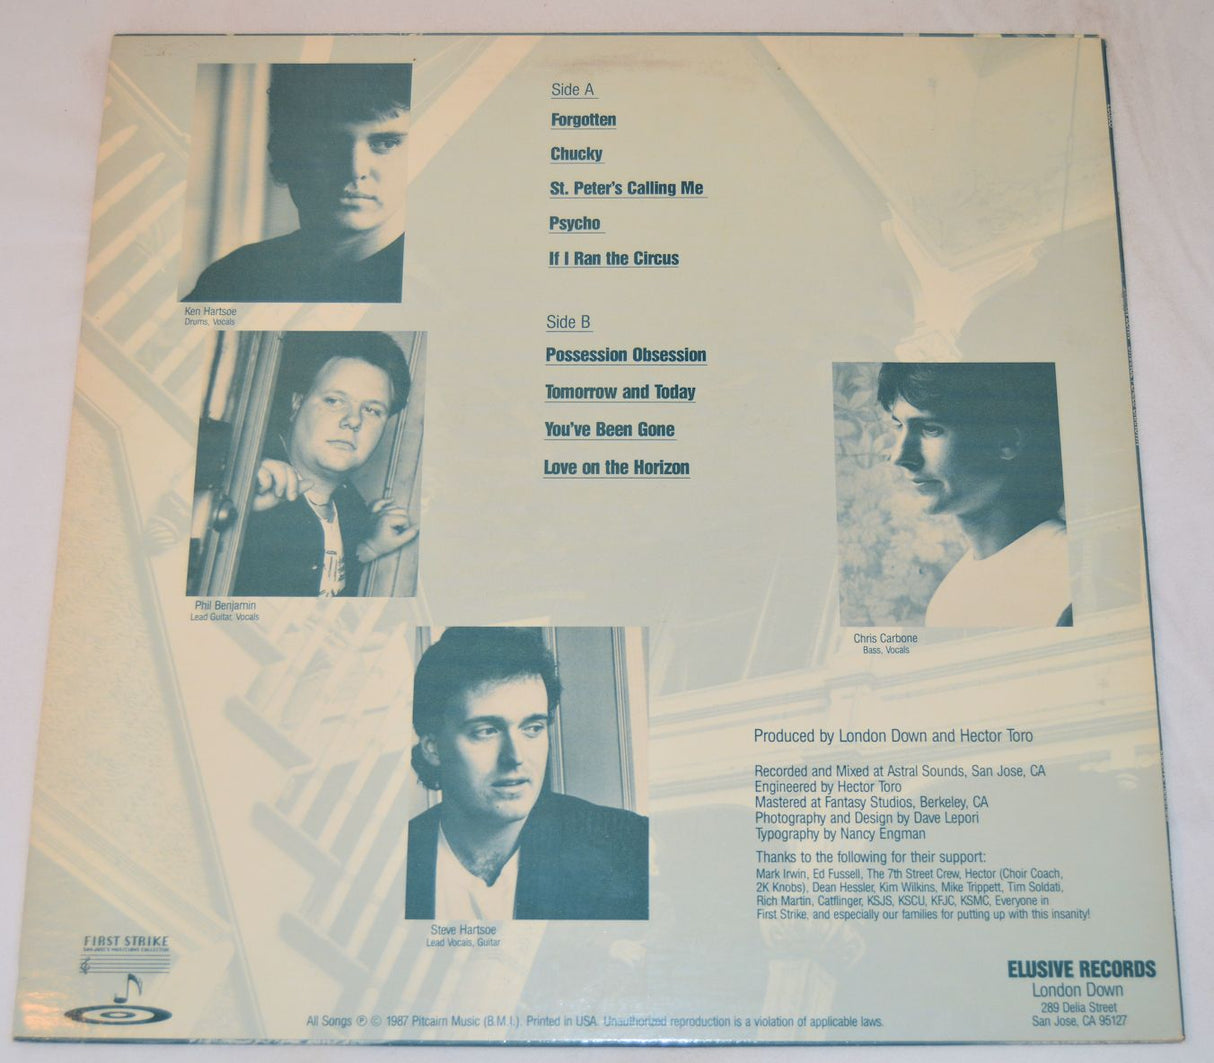 Side A
Forgotten
Chucky
St. Peter's Calling Me
Psycho
If I Ran the Circus
Side B
Possession Obsession
Tomorrow and Today
You've Been Gone
Love on the Horizon
Ken Hartsoe
Drums, Vocals
Phil Benjamin
Lead Guitar, Vocals
Chris Carbone
Bass, Vocals
Steve Hartsoe
Lead Vocals, Guitar
Produced by London Down and Hector Toro
Recorded and Mixed at Astral Sounds, San Jose, CA
Engineered by Hector Toro
Mastered at Fantasy Studios, Berkeley, CA
Photography and Design by Dave Lepori
Typography by Nancy Engman
Thanks to the following for their support:
Mark Irwin, Ed Fussell, The 7th Street Crew, Hector (Choir Coach,
2K Knobs), Dean Hessler, Kim Wilkins, Mike Trippett, Tim Soldati,
Rich Martin, Catflinger, KSJS, KSCU, KFJC, KSMC, Everyone in
First Strike, and especially our families for putting up with this insanity!
FIRST STRIKE
SAN JOSE'S MUSICIANS COLLECTIVE
ELUSIVE RECORDS
London Down
289 Delia Street
San Jose, CA 95127
All Songs ℗ © 1987 Pitcairn Music (B.M.I.). Printed in USA. Unauthorized reproduction is a violation of applicable laws.